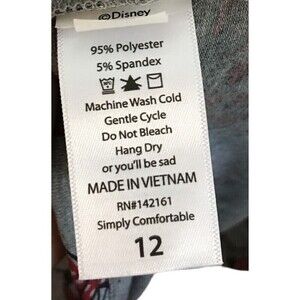 ©Disney
95% Polyester
5% Spandex
Machine Wash Cold
Gentle Cycle
Do Not Bleach
Hang Dry
or you'll be sad
MADE IN VIETNAM
RN#142161
Simply Comfortable
12